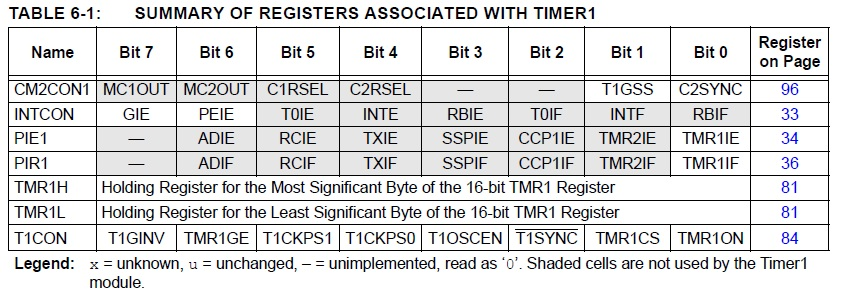 TABLE 6-1: SUMMARY OF REGISTERS ASSOCIATED WITH TIMER1
Name Bit 7 Bit 6 Bit 5 Bit 4 Bit 3 Bit 2 Bit 1 Bit 0 Register on Page
CM2CON1 MC1OUT MC2OUT C1RSEL C2RSEL — — T1GSS C2SYNC 96
INTCON GIE PEIE T0IE INTE RBIE T0IF INTF RBIF 33
PIE1 — ADIE RCIE TXIE SSPIE CCP1IE TMR2IE TMR1IE 34
PIR1 — ADIF RCIF TXIF SSPIF CCP1IF TMR2IF TMR1IF 36
TMR1H Holding Register for the Most Significant Byte of the 16-bit TMR1 Register 81
TMR1L Holding Register for the Least Significant Byte of the 16-bit TMR1 Register 81
T1CON T1GINV TMR1GE T1CKPS1 T1CKPS0 T1OSCEN T1SYNC TMR1CS TMR1ON 84
Legend: x = unknown, u = unchanged, – = unimplemented, read as ‘0’. Shaded cells are not used by the Timer1
module.